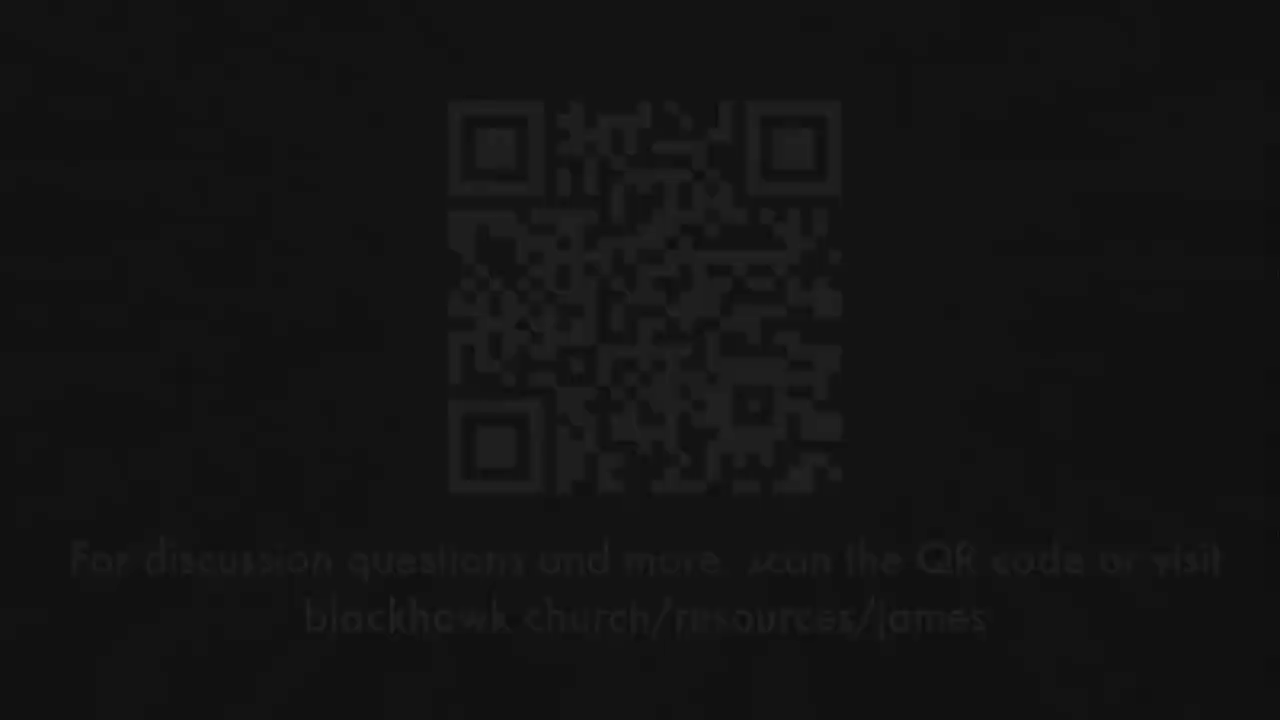 For discussion questions and more, scan the QR code or visit
blackhawk.church/resources/james